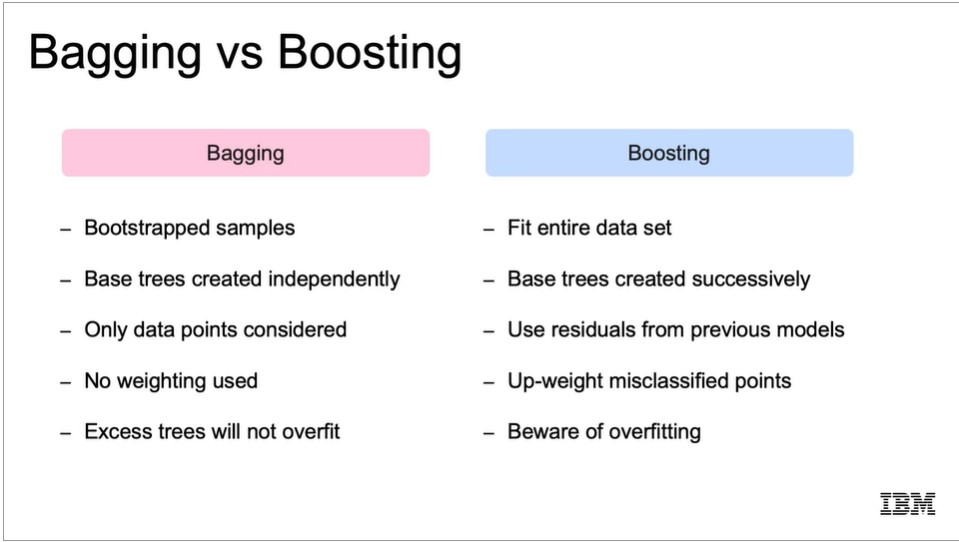 Bagging vs Boosting
Bagging
– Bootstrapped samples
– Base trees created independently
– Only data points considered
– No weighting used
– Excess trees will not overfit
Boosting
– Fit entire data set
– Base trees created successively
– Use residuals from previous models
– Up-weight misclassified points
– Beware of overfitting
IBM